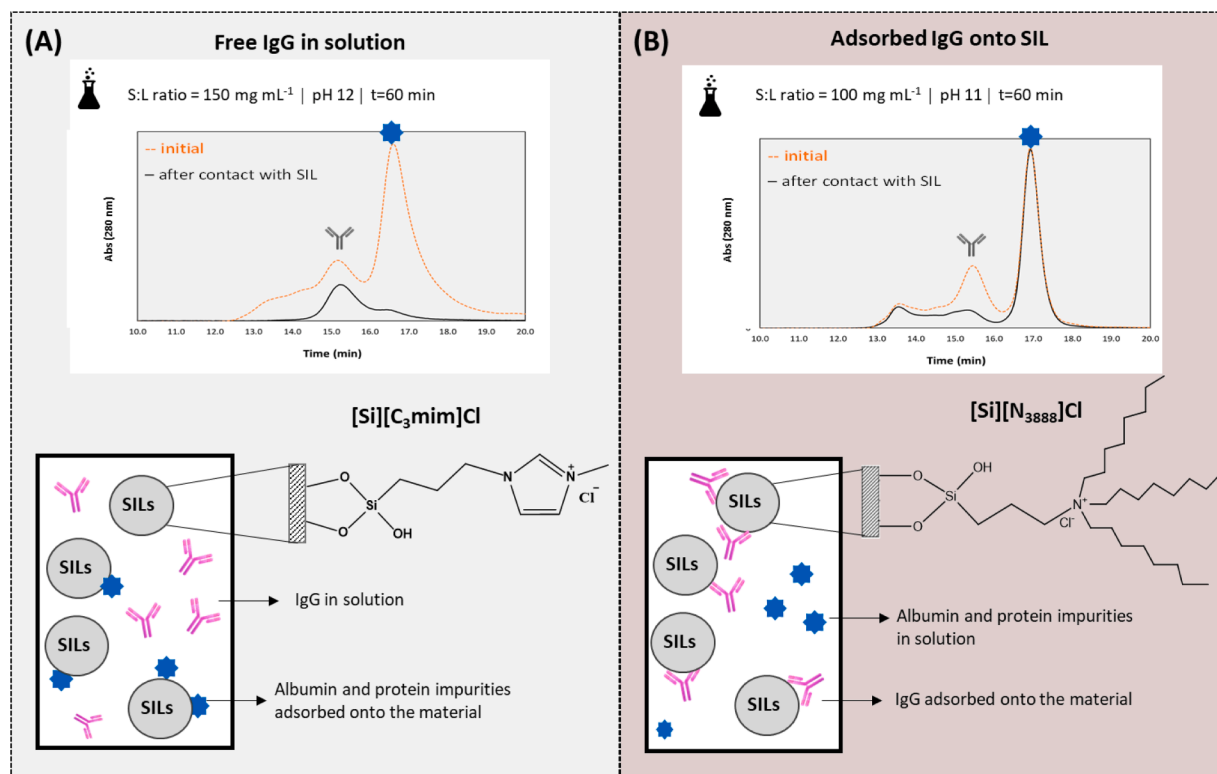 (A)
Free IgG in solution
S:L ratio = 150 mg mL⁻¹ | pH 12 | t=60 min
-- initial
— after contact with SIL
Abs (280 nm)
10.0 11.0 12.0 13.0 14.0 15.0 16.0 17.0 18.0 19.0 20.0
Time (min)
[Si][C₃mim]Cl
SILs
SILs
SILs
SILs
O
O
Si
OH
N
N
+
Cl⁻
IgG in solution
Albumin and protein impurities
adsorbed onto the material
(B)
Adsorbed IgG onto SIL
S:L ratio = 100 mg mL⁻¹ | pH 11 | t=60 min
-- initial
— after contact with SIL
Abs (280 nm)
10.0 11.0 12.0 13.0 14.0 15.0 16.0 17.0 18.0 19.0 20.0
Time (min)
[Si][N₃₈₈₈]Cl
SILs
SILs
SILs
SILs
O
O
Si
OH
N⁺
Cl⁻
Albumin and protein impurities
in solution
IgG adsorbed onto the material